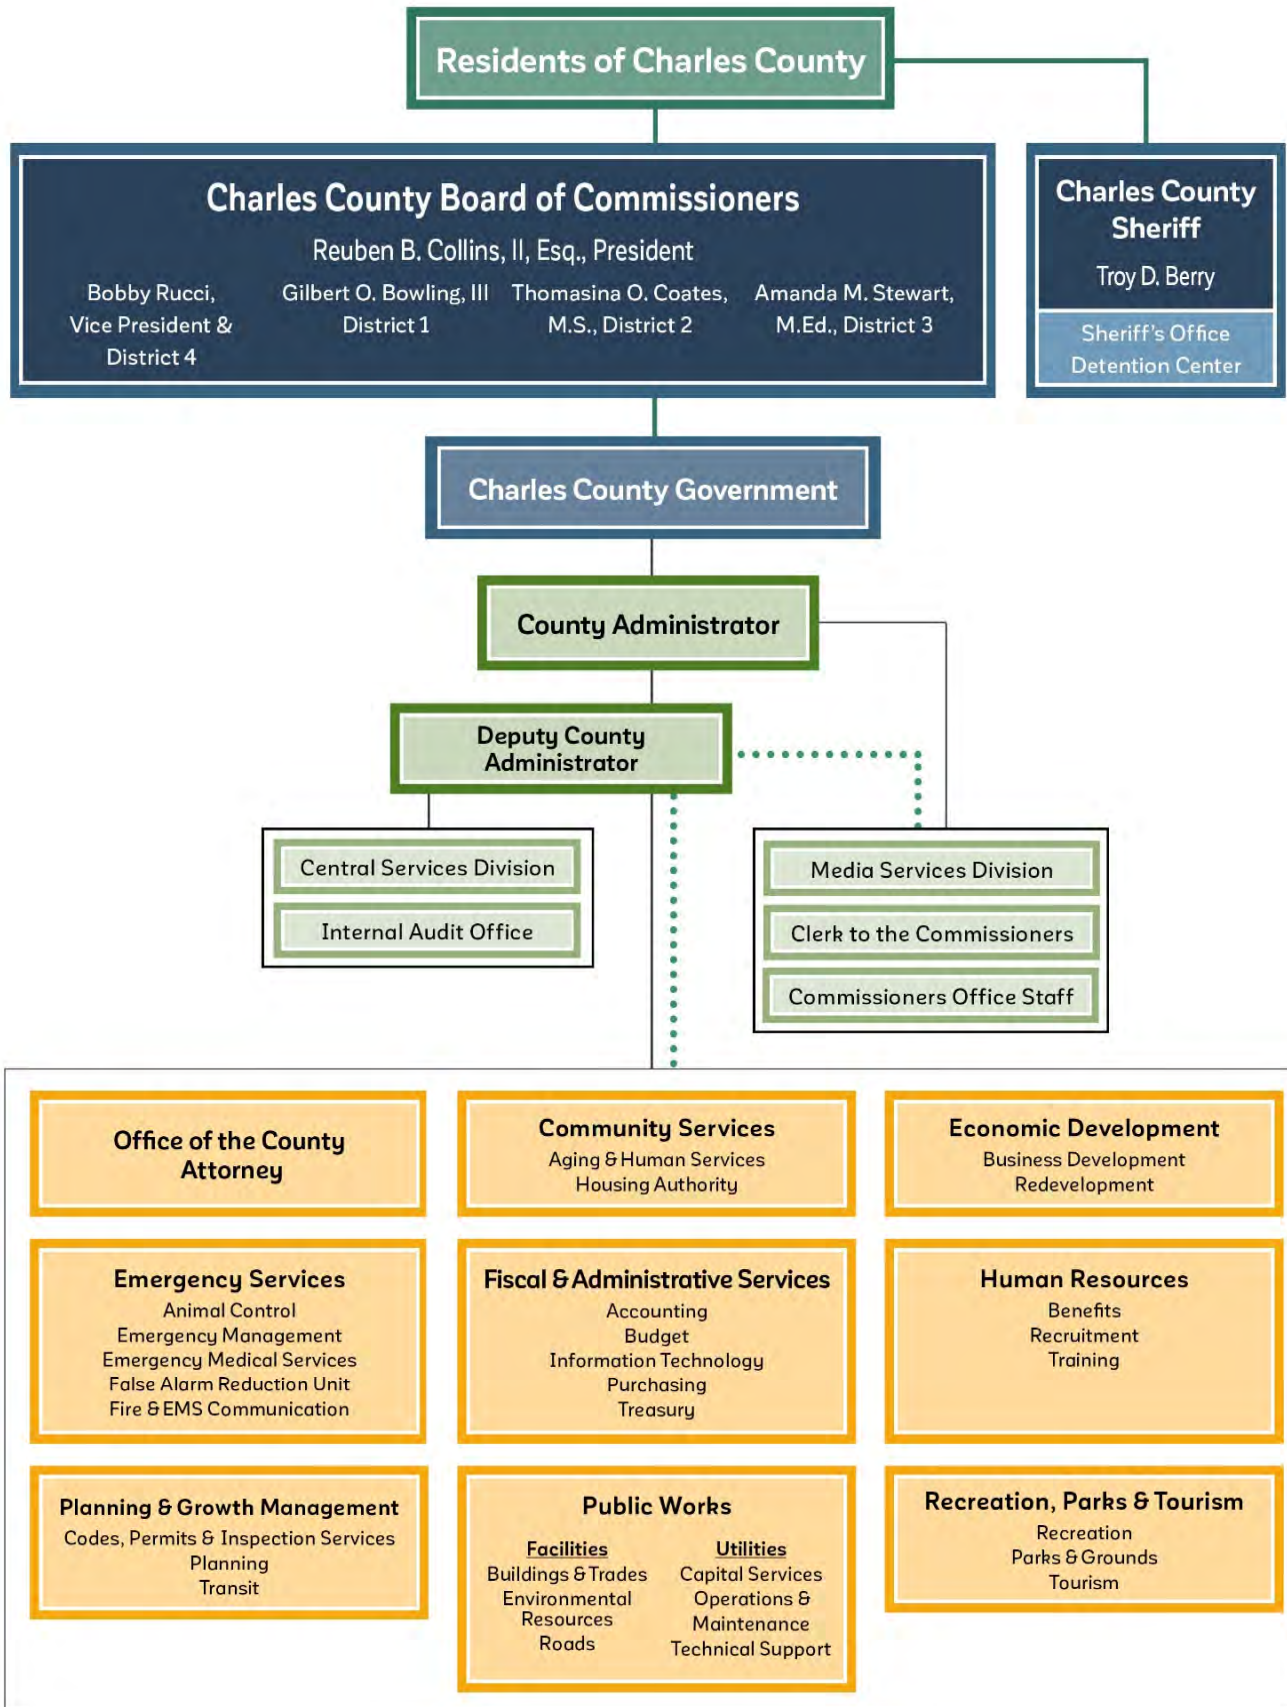 Residents of Charles County
Charles County Board of Commissioners
Reuben B. Collins, II, Esq., President
Bobby Rucci,
Vice President &
District 4
Gilbert O. Bowling, III
District 1
Thomasina O. Coates,
M.S., District 2
Amanda M. Stewart,
M.Ed., District 3
Charles County
Sheriff
Troy D. Berry
Sheriff's Office
Detention Center
Charles County Government
County Administrator
Deputy County
Administrator
Central Services Division
Internal Audit Office
Media Services Division
Clerk to the Commissioners
Commissioners Office Staff
Office of the County
Attorney
Community Services
Aging & Human Services
Housing Authority
Economic Development
Business Development
Redevelopment
Emergency Services
Animal Control
Emergency Management
Emergency Medical Services
False Alarm Reduction Unit
Fire & EMS Communication
Fiscal & Administrative Services
Accounting
Budget
Information Technology
Purchasing
Treasury
Human Resources
Benefits
Recruitment
Training
Planning & Growth Management
Codes, Permits & Inspection Services
Planning
Transit
Public Works
Facilities
Buildings & Trades
Environmental
Resources
Roads
Utilities
Capital Services
Operations &
Maintenance
Technical Support
Recreation, Parks & Tourism
Recreation
Parks & Grounds
Tourism